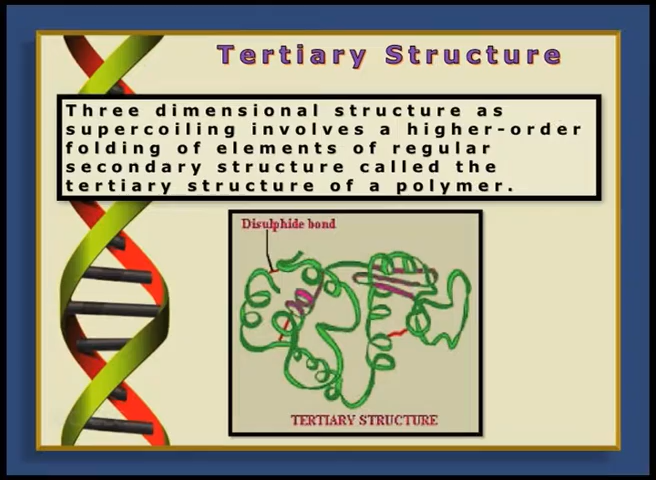 Tertiary Structure
Three dimensional structure as
supercoiling involves a higher-order
folding of elements of regular
secondary structure called the
tertiary structure of a polymer.
Disulphide bond
TERTIARY STRUCTURE